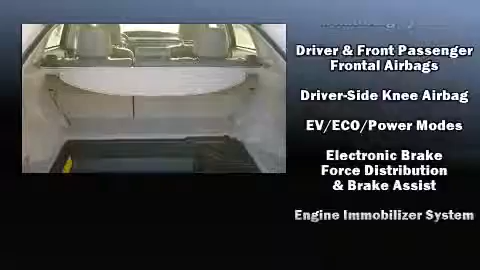 Driver & Front Passenger
Frontal Airbags
Driver-Side Knee Airbag
EV/ECO/Power Modes
Electronic Brake
Force Distribution
& Brake Assist
Engine Immobilizer System